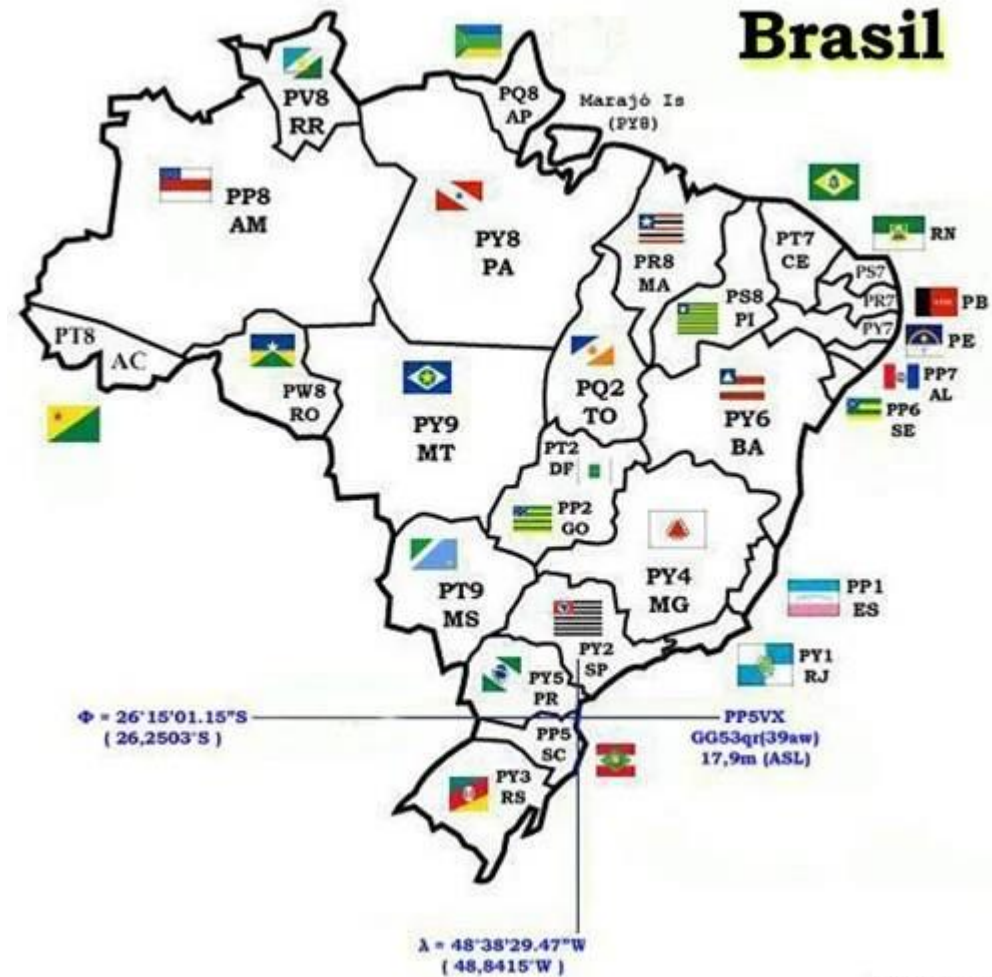 Brasil
PV8
RR
PQ8
AP
Marajó Is
(PY8)
PP8
AM
PY8
PA
PR8
MA
PT7
CE
RN
PS7
PS8
PI
PR7
PB
PY7
PE
PT8
AC
PW8
RO
PY9
MT
PQ2
TO
PY6
BA
PP7
AL
PP6
SE
PT2
DF
PP2
GO
PY4
MG
PT9
MS
PP1
ES
PY2
SP
PY1
RJ
PY5
PR
Φ = 26°15'01.15"S
( 26,2503°S )
PP5VX
GG53qr(39aw)
17,9m (ASL)
PP5
SC
PY3
RS
λ = 48°38'29.47"W
( 48,8415°W )